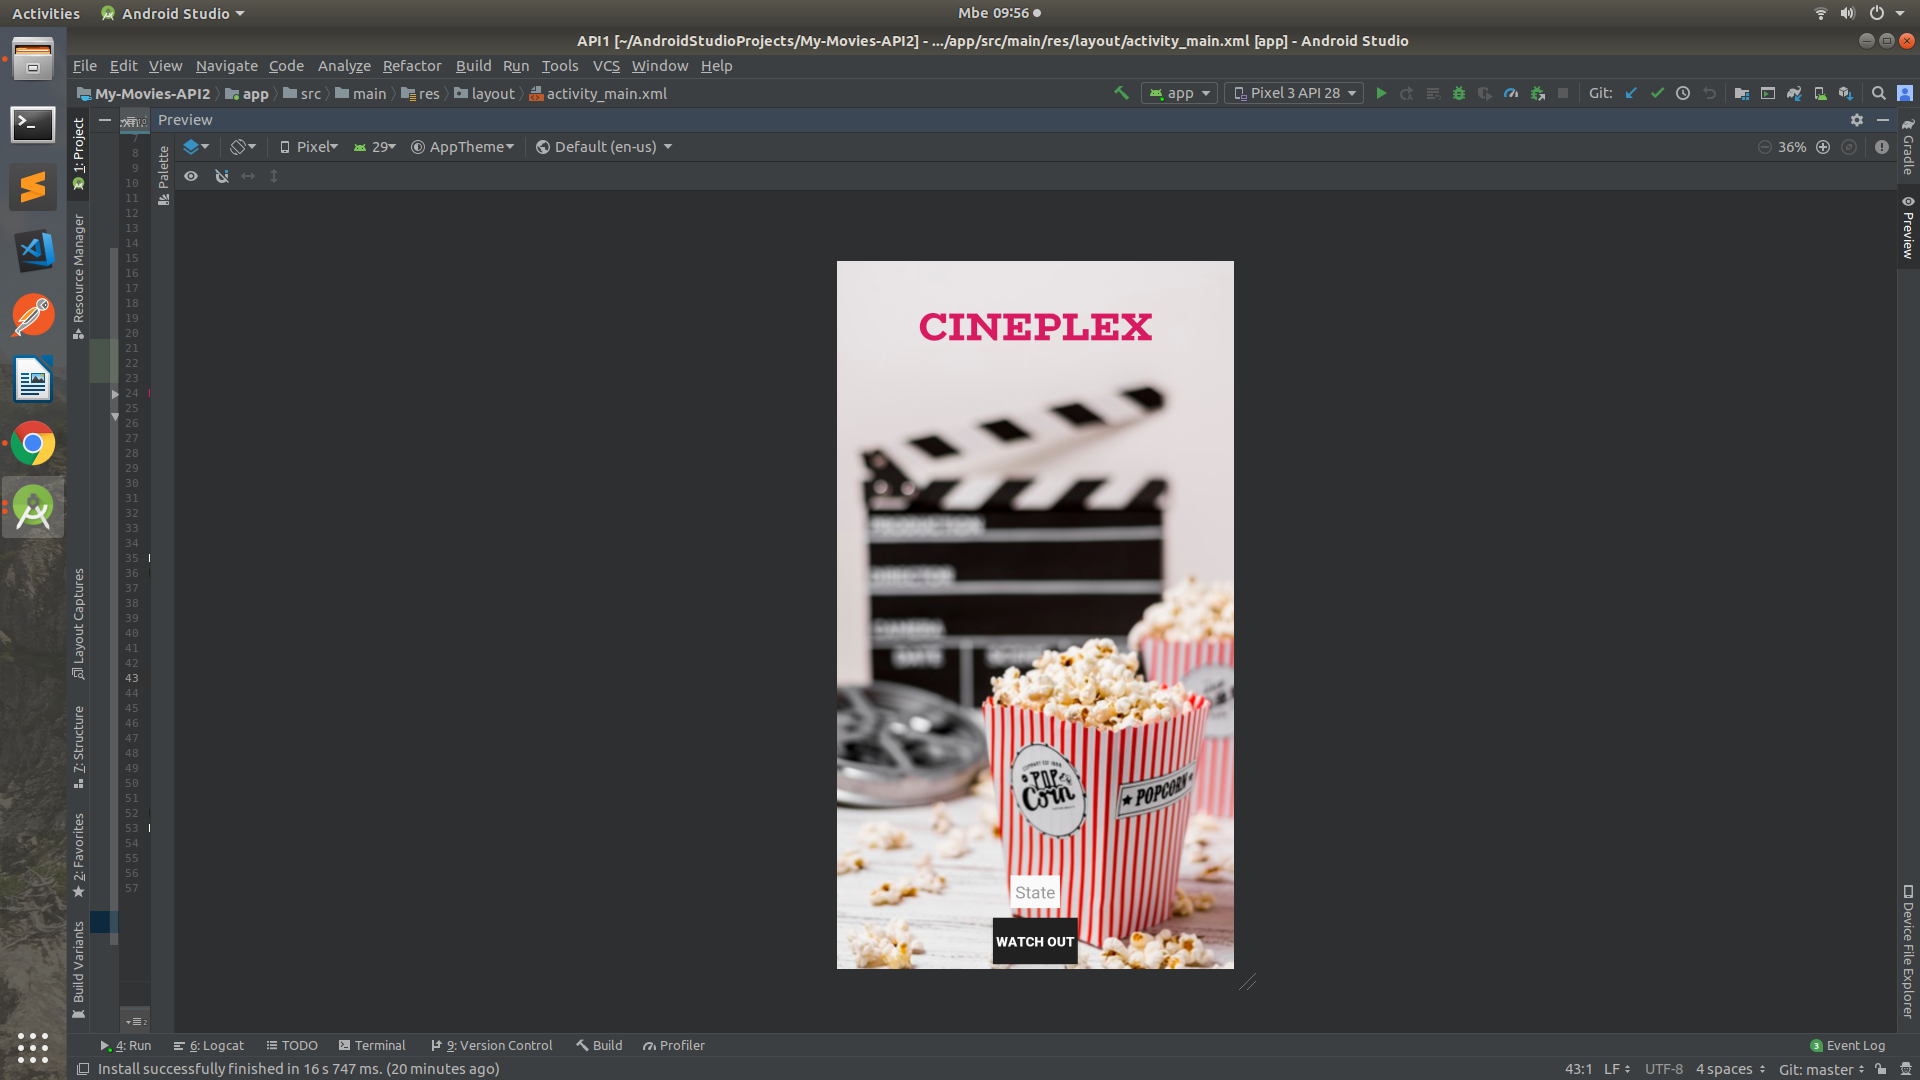 Activities
Android Studio
Mbe 09:56
API1 [~/AndroidStudioProjects/My-Movies-API2] - .../app/src/main/res/layout/activity_main.xml [app] - Android Studio
File Edit View Navigate Code Analyze Refactor Build Run Tools VCS Window Help
My-Movies-API2 app src main res layout activity_main.xml
app
Pixel 3 API 28
Git:
Preview
Pixel 29 AppTheme Default (en-us)
36%
1: Project
Resource Manager
Layout Captures
7: Structure
2: Favorites
Build Variants
Palette
7
8
9
10
11
12
13
14
15
16
17
18
19
20
21
22
23
24
25
26
27
28
29
30
31
32
33
34
35
36
37
38
39
40
41
42
43
44
45
46
47
48
49
50
51
52
53
54
55
56
57
CINEPLEX
PRODUCTION
DIRECTOR
CAMERA
DATE
POP
Corn
POPCORN
State
WATCH OUT
Gradle
Preview
Device File Explorer
4: Run 6: Logcat TODO Terminal 9: Version Control Build Profiler
3 Event Log
Install successfully finished in 16 s 747 ms. (20 minutes ago)
43:1 LF UTF-8 4 spaces Git: master